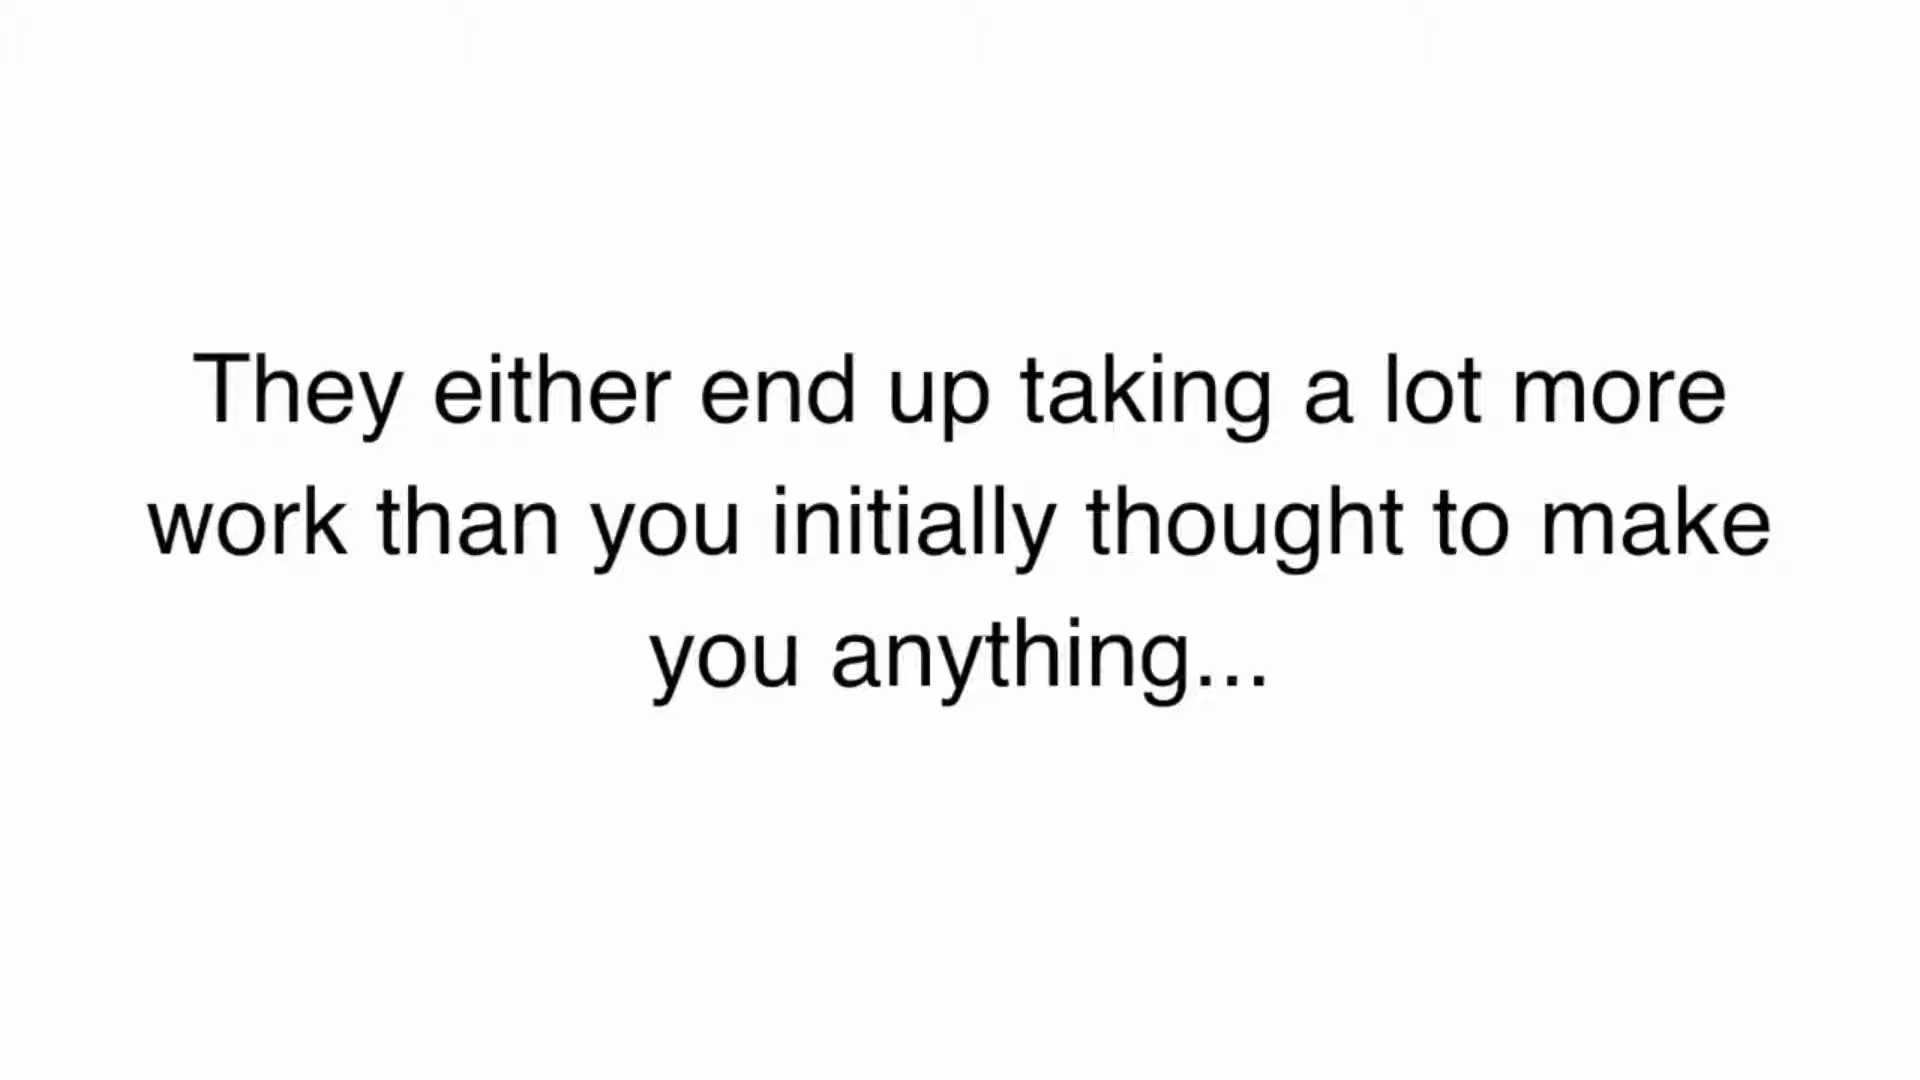 They either end up taking a lot more
work than you initially thought to make
you anything...